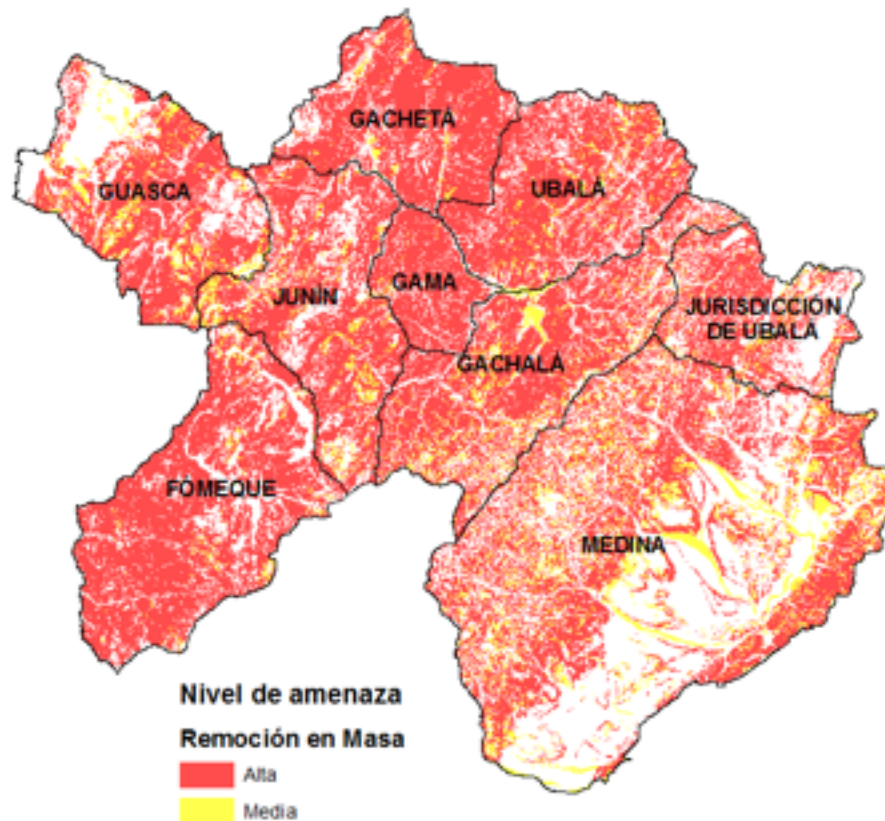 GACHETÁ
GUASCA
UBALÁ
GAMA
JUNÍN
JURISDICCIÓN
DE UBALÁ
GACHALÁ
FÓMEQUE
MEDINA
Nivel de amenaza
Remoción en Masa
Alta
Media